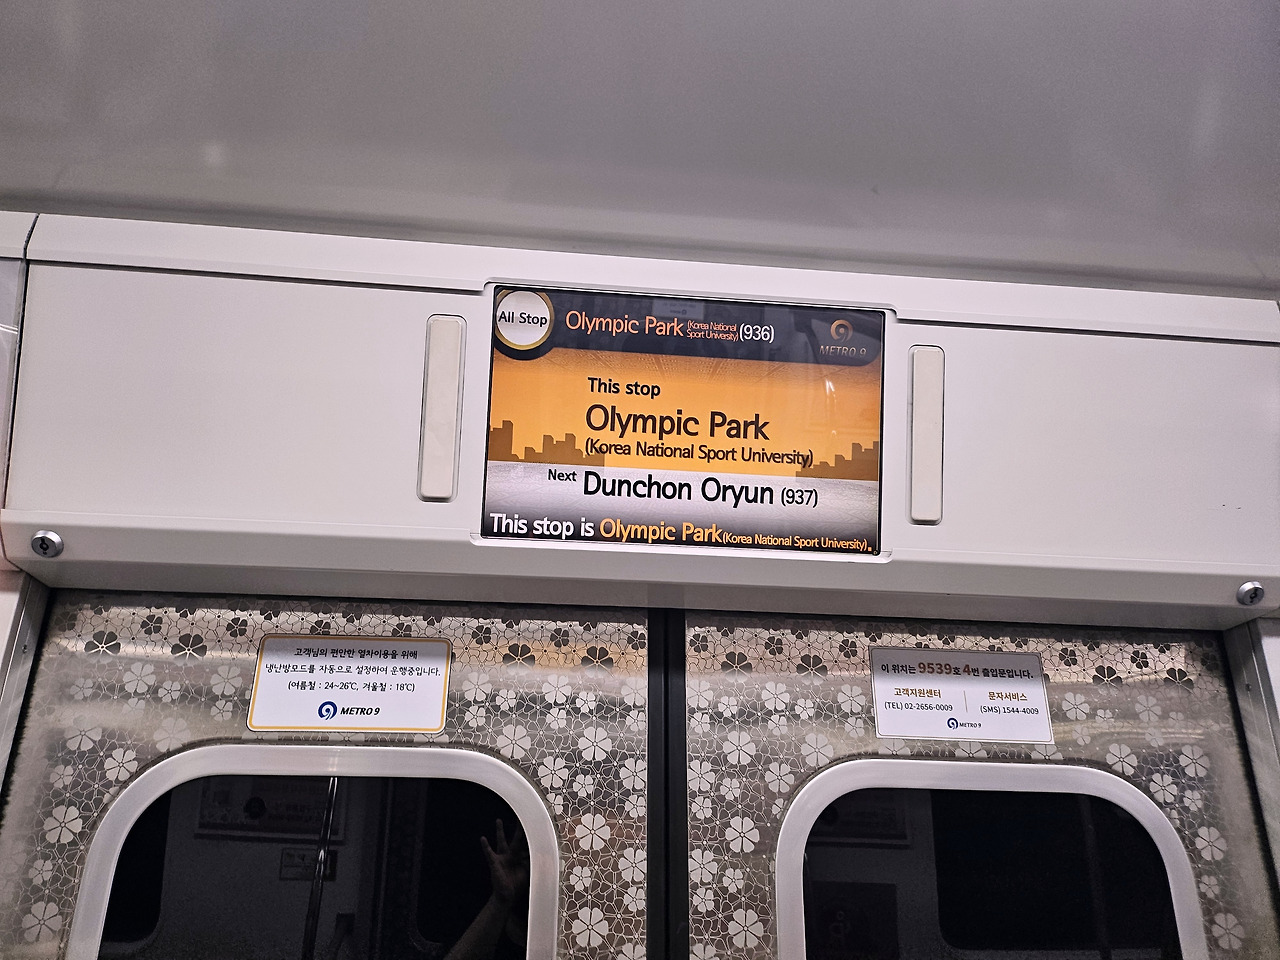 All Stop
Olympic Park (Korea National Sport University) (936)
METRO 9
This stop
Olympic Park
(Korea National Sport University)
Next Dunchon Oryun (937)
This stop is Olympic Park(Korea National Sport University).
고객님의 편안한 열차이용을 위해
냉난방모드를 자동으로 설정하여 운행중입니다.
(여름철 : 24~26℃, 겨울철 : 18℃)
METRO 9
이 위치는 9539호 4번 출입문입니다.
고객지원센터 문자서비스
(TEL) 02-2656-0009 (SMS) 1544-4009
METRO 9